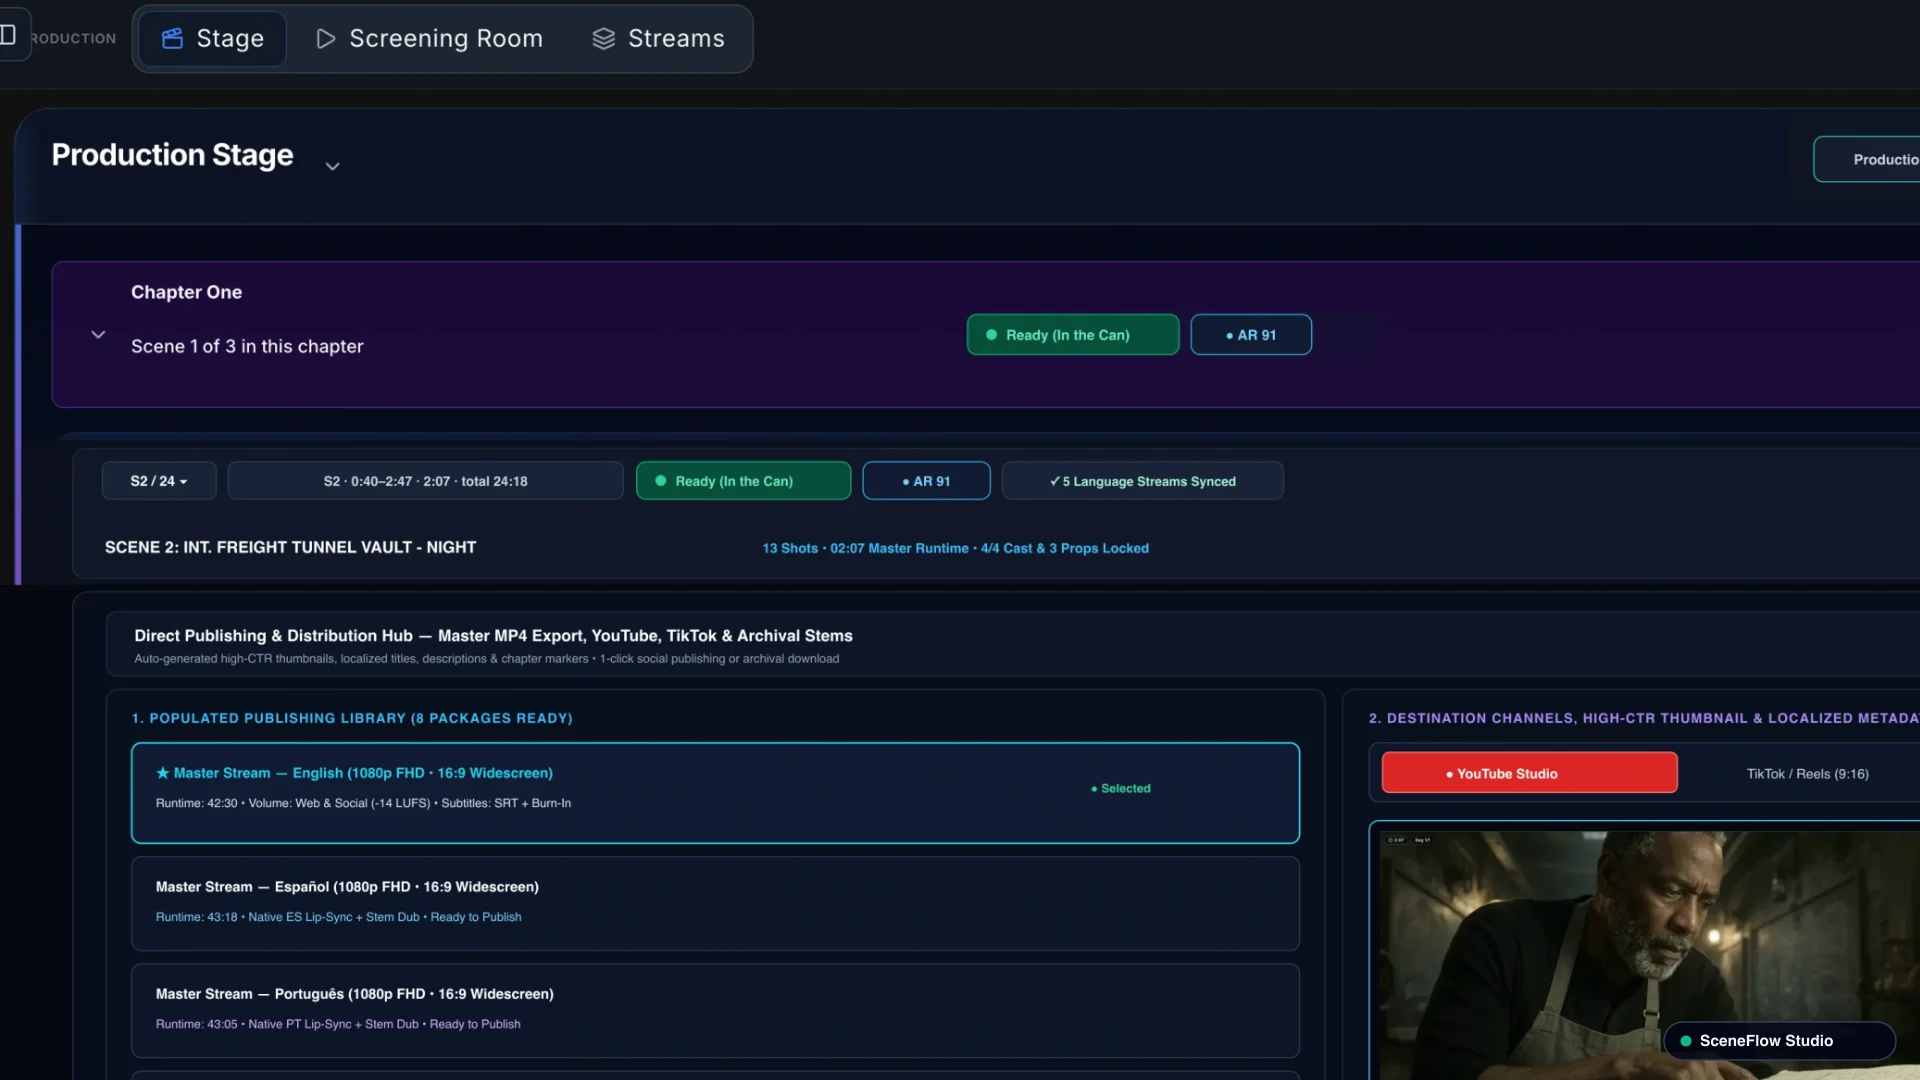 RODUCTION
Stage
Screening Room
Streams
Production Stage
Productio
Chapter One
Scene 1 of 3 in this chapter
● Ready (In the Can)
● AR 91
S2 / 24
S2 · 0:40–2:47 · 2:07 · total 24:18
● Ready (In the Can)
● AR 91
✓ 5 Language Streams Synced
SCENE 2: INT. FREIGHT TUNNEL VAULT - NIGHT
13 Shots · 02:07 Master Runtime · 4/4 Cast & 3 Props Locked
Direct Publishing & Distribution Hub — Master MP4 Export, YouTube, TikTok & Archival Stems
Auto-generated high-CTR thumbnails, localized titles, descriptions & chapter markers • 1-click social publishing or archival download
1. POPULATED PUBLISHING LIBRARY (8 PACKAGES READY)
★ Master Stream — English (1080p FHD • 16:9 Widescreen)
Runtime: 42:30 • Volume: Web & Social (-14 LUFS) • Subtitles: SRT + Burn-In
● Selected
Master Stream — Español (1080p FHD • 16:9 Widescreen)
Runtime: 43:18 • Native ES Lip-Sync + Stem Dub • Ready to Publish
Master Stream — Português (1080p FHD • 16:9 Widescreen)
Runtime: 43:05 • Native PT Lip-Sync + Stem Dub • Ready to Publish
2. DESTINATION CHANNELS, HIGH-CTR THUMBNAIL & LOCALIZED METADA
● YouTube Studio
TikTok / Reels (9:16)
● SceneFlow Studio